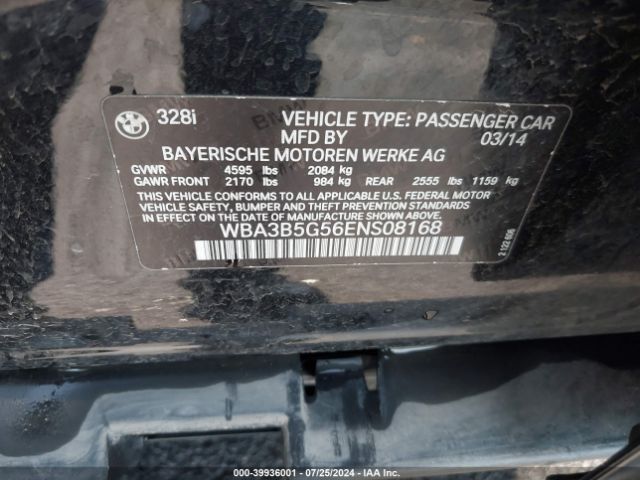 328i VEHICLE TYPE: PASSENGER CAR
MFD BY 03/14
BAYERISCHE MOTOREN WERKE AG
GVWR 4595 lbs 2084 kg
GAWR FRONT 2170 lbs 984 kg REAR 2555 lbs 1159 kg
THIS VEHICLE CONFORMS TO ALL APPLICABLE U.S. FEDERAL MOTOR
VEHICLE SAFETY, BUMPER AND THEFT PREVENTION STANDARDS IN
EFFECT ON THE DATE OF MANUFACTURE SHOWN ABOVE.
WBA3B5G56ENS08168
2 122 606
000-39936001 - 07/25/2024 - IAA Inc.